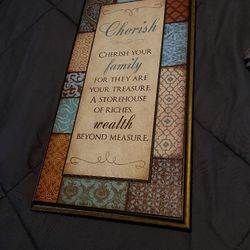 Cherish
CHERISH YOUR
family
FOR THEY ARE
YOUR TREASURE.
A STOREHOUSE
OF RICHES,
wealth
BEYOND MEASURE.